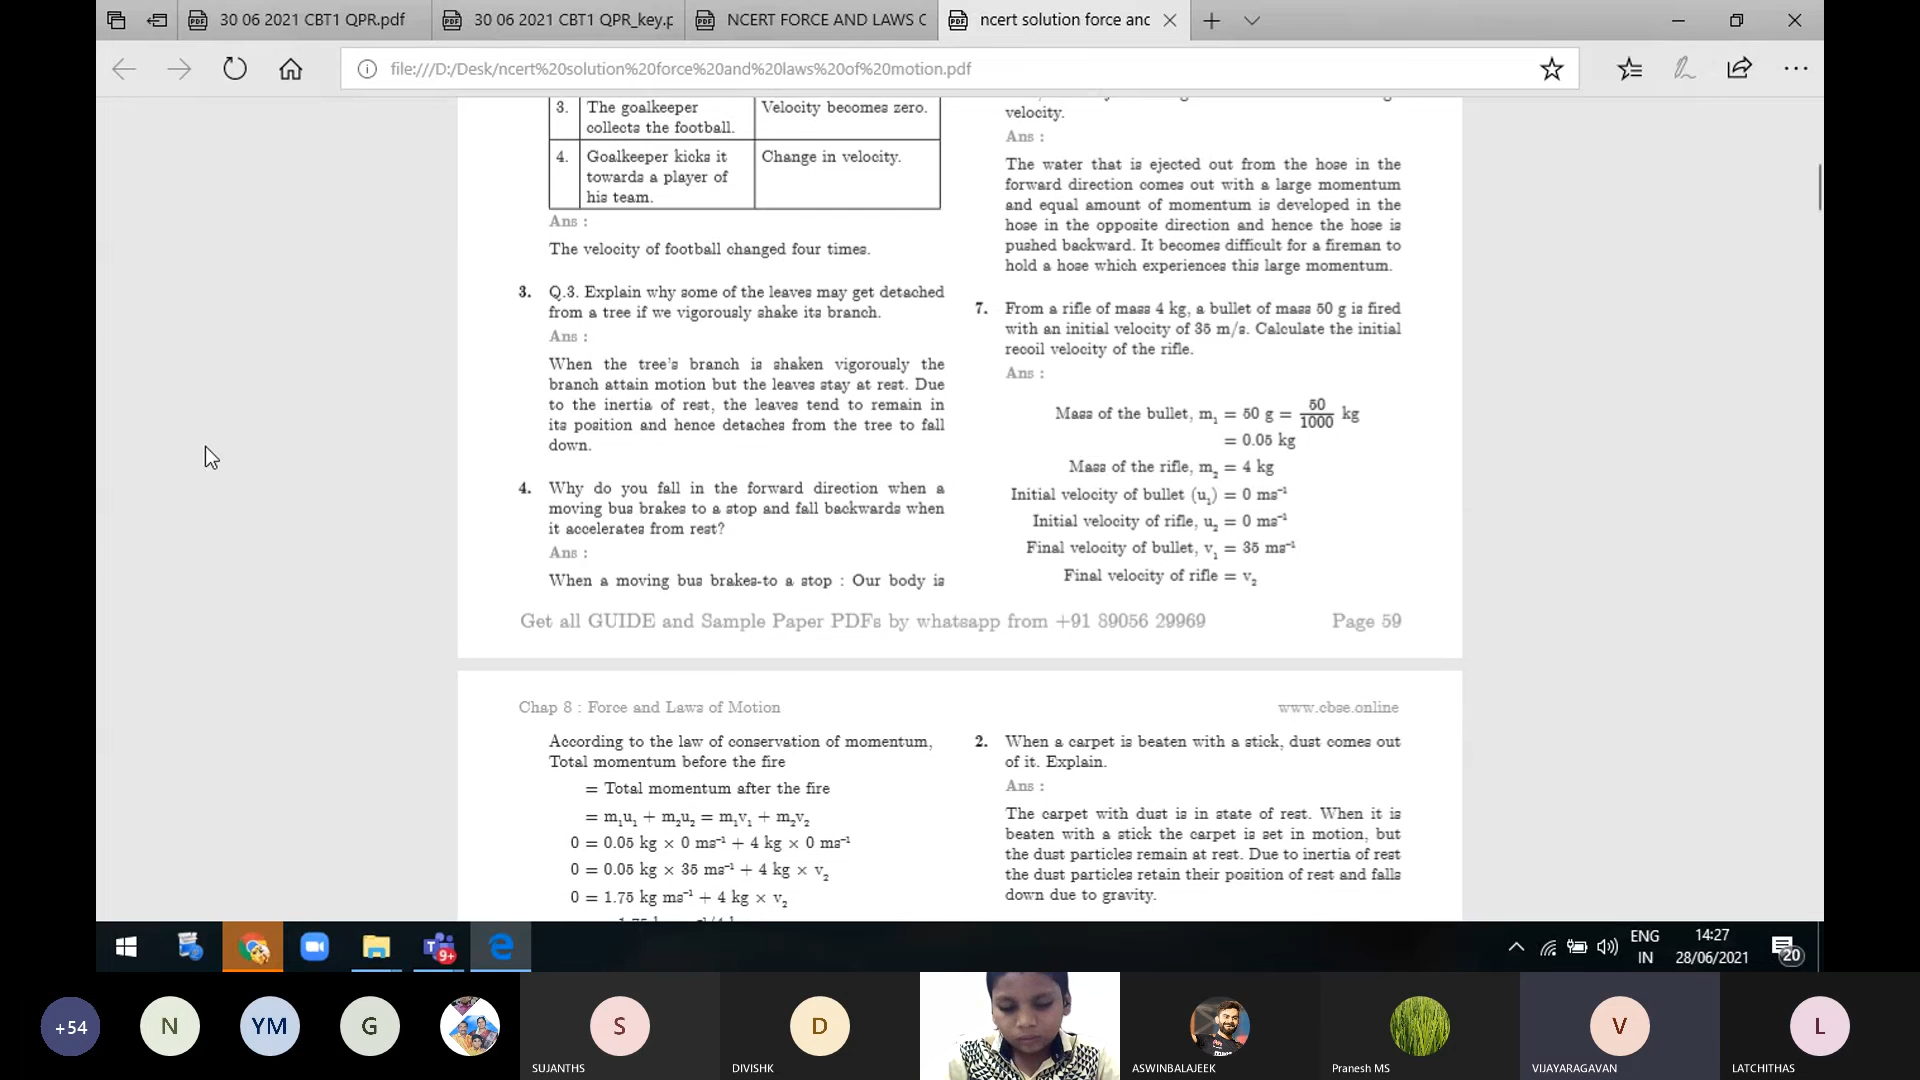 30 06 2021 CBT1 QPR.pdf
30 06 2021 CBT1 QPR_key.p
NCERT FORCE AND LAWS O
ncert solution force and
file:///D:/Desk/ncert%20solution%20force%20and%20laws%20of%20motion.pdf
3. The goalkeeper collects the football. Velocity becomes zero.
4. Goalkeeper kicks it towards a player of his team. Change in velocity.
Ans :
The velocity of football changed four times.
3. Q.3. Explain why some of the leaves may get detached
from a tree if we vigorously shake its branch.
Ans :
When the tree's branch is shaken vigorously the
branch attain motion but the leaves stay at rest. Due
to the inertia of rest, the leaves tend to remain in
its position and hence detaches from the tree to fall
down.
4. Why do you fall in the forward direction when a
moving bus brakes to a stop and fall backwards when
it accelerates from rest?
Ans :
When a moving bus brakes-to a stop : Our body is
velocity.
Ans :
The water that is ejected out from the hose in the
forward direction comes out with a large momentum
and equal amount of momentum is developed in the
hose in the opposite direction and hence the hose is
pushed backward. It becomes difficult for a fireman to
hold a hose which experiences this large momentum.
7. From a rifle of mass 4 kg, a bullet of mass 50 g is fired
with an initial velocity of 35 m/s. Calculate the initial
recoil velocity of the rifle.
Ans :
Mass of the bullet, m₁ = 50 g = 50/1000 kg
= 0.05 kg
Mass of the rifle, m₂ = 4 kg
Initial velocity of bullet (u₁) = 0 ms⁻¹
Initial velocity of rifle, u₂ = 0 ms⁻¹
Final velocity of bullet, v₁ = 35 ms⁻¹
Final velocity of rifle = v₂
Get all GUIDE and Sample Paper PDFs by whatsapp from +91 89056 29969 Page 59
Chap 8 : Force and Laws of Motion www.cbse.online
According to the law of conservation of momentum,
Total momentum before the fire
= Total momentum after the fire
= m₁u₁ + m₂u₂ = m₁v₁ + m₂v₂
0 = 0.05 kg × 0 ms⁻¹ + 4 kg × 0 ms⁻¹
0 = 0.05 kg × 35 ms⁻¹ + 4 kg × v₂
0 = 1.75 kg ms⁻¹ + 4 kg × v₂
2. When a carpet is beaten with a stick, dust comes out
of it. Explain.
Ans :
The carpet with dust is in state of rest. When it is
beaten with a stick the carpet is set in motion, but
the dust particles remain at rest. Due to inertia of rest
the dust particles retain their position of rest and falls
down due to gravity.
9+
ENG
IN
14:27
28/06/2021
20
+54
N
YM
G
S
D
V
L
SUJANTHS
DIVISHK
ASWINBALAJEEK
Pranesh MS
VIJAYARAGAVAN
LATCHITHAS